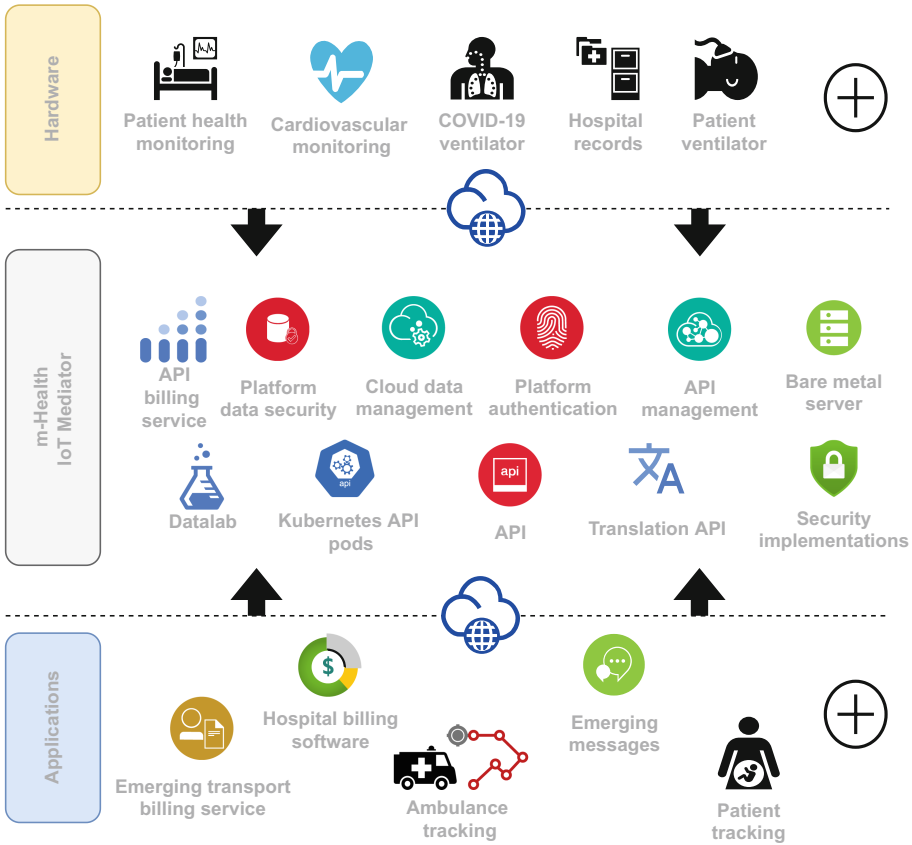 Hardware
Patient health
monitoring
Cardiovascular
monitoring
COVID-19
ventilator
Hospital
records
Patient
ventilator
m-Health
IoT Mediator
API
billing
service
Platform
data security
Cloud data
management
Platform
authentication
API
management
Bare metal
server
Datalab
api
Kubernetes API
pods
api
API
Translation API
Security
implementations
Applications
Emerging transport
billing service
$
Hospital billing
software
Ambulance
tracking
Emerging
messages
Patient
tracking